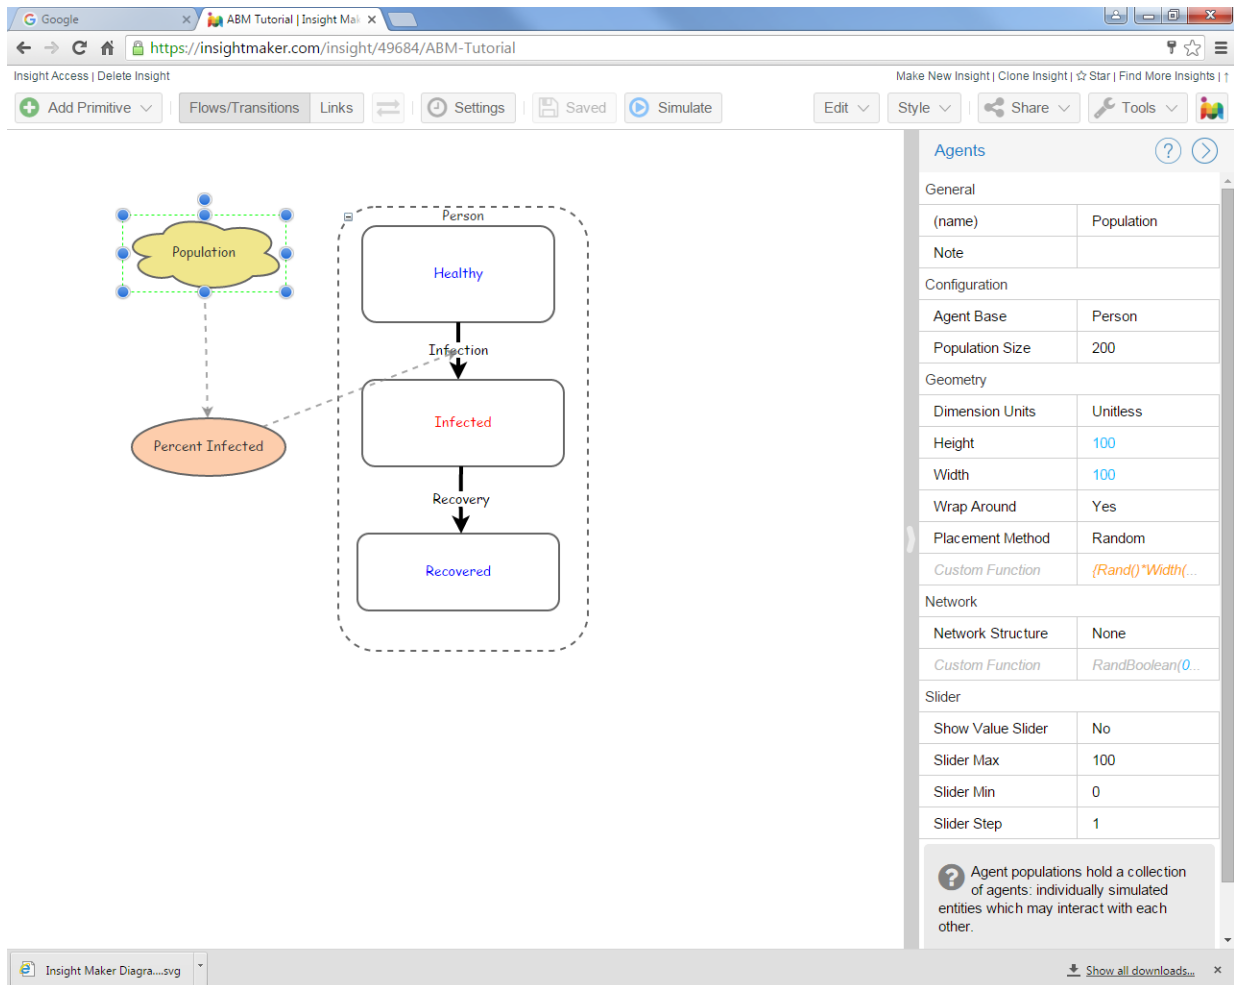 Google
ABM Tutorial | Insight Mak
https://insightmaker.com/insight/49684/ABM-Tutorial
Insight Access | Delete Insight
Make New Insight | Clone Insight | ☆ Star | Find More Insights | ↑
Add Primitive
Flows/Transitions
Links
Settings
Saved
Simulate
Edit
Style
Share
Tools
Agents
General
(name) Population
Note
Configuration
Agent Base Person
Population Size 200
Geometry
Dimension Units Unitless
Height 100
Width 100
Wrap Around Yes
Placement Method Random
Custom Function {Rand()*Width(...
Network
Network Structure None
Custom Function RandBoolean(0...
Slider
Show Value Slider No
Slider Max 100
Slider Min 0
Slider Step 1
Agent populations hold a collection
of agents: individually simulated
entities which may interact with each
other.
Population
Percent Infected
Person
Healthy
Infection
Infected
Recovery
Recovered
Insight Maker Diagra....svg
Show all downloads...